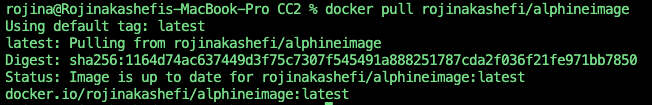 rojina@Rojinakashefis-MacBook-Pro CC2 % docker pull rojinakashefi/alphineimage
Using default tag: latest
latest: Pulling from rojinakashefi/alphineimage
Digest: sha256:1164d74ac637449d3f75c7307f545491a888251787cda2f036f21fe971bb7850
Status: Image is up to date for rojinakashefi/alphineimage:latest
docker.io/rojinakashefi/alphineimage:latest